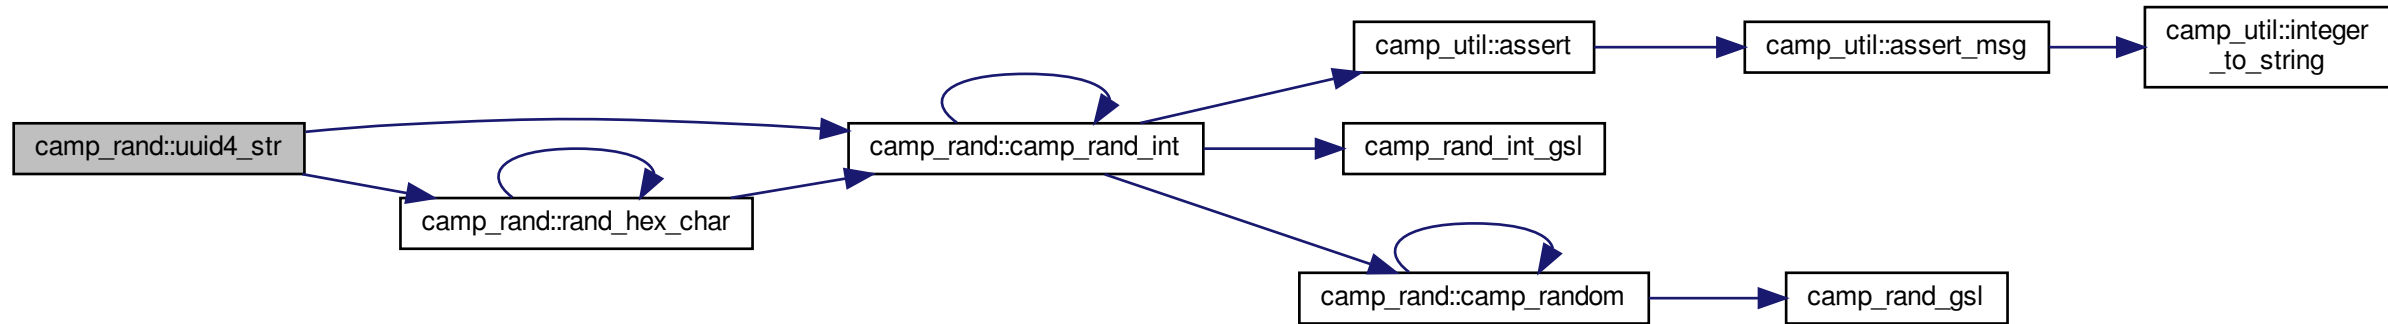 camp_rand::uuid4_str
camp_rand::rand_hex_char
camp_rand::camp_rand_int
camp_util::assert
camp_util::assert_msg
camp_util::integer
_to_string
camp_rand_int_gsl
camp_rand::camp_random
camp_rand_gsl